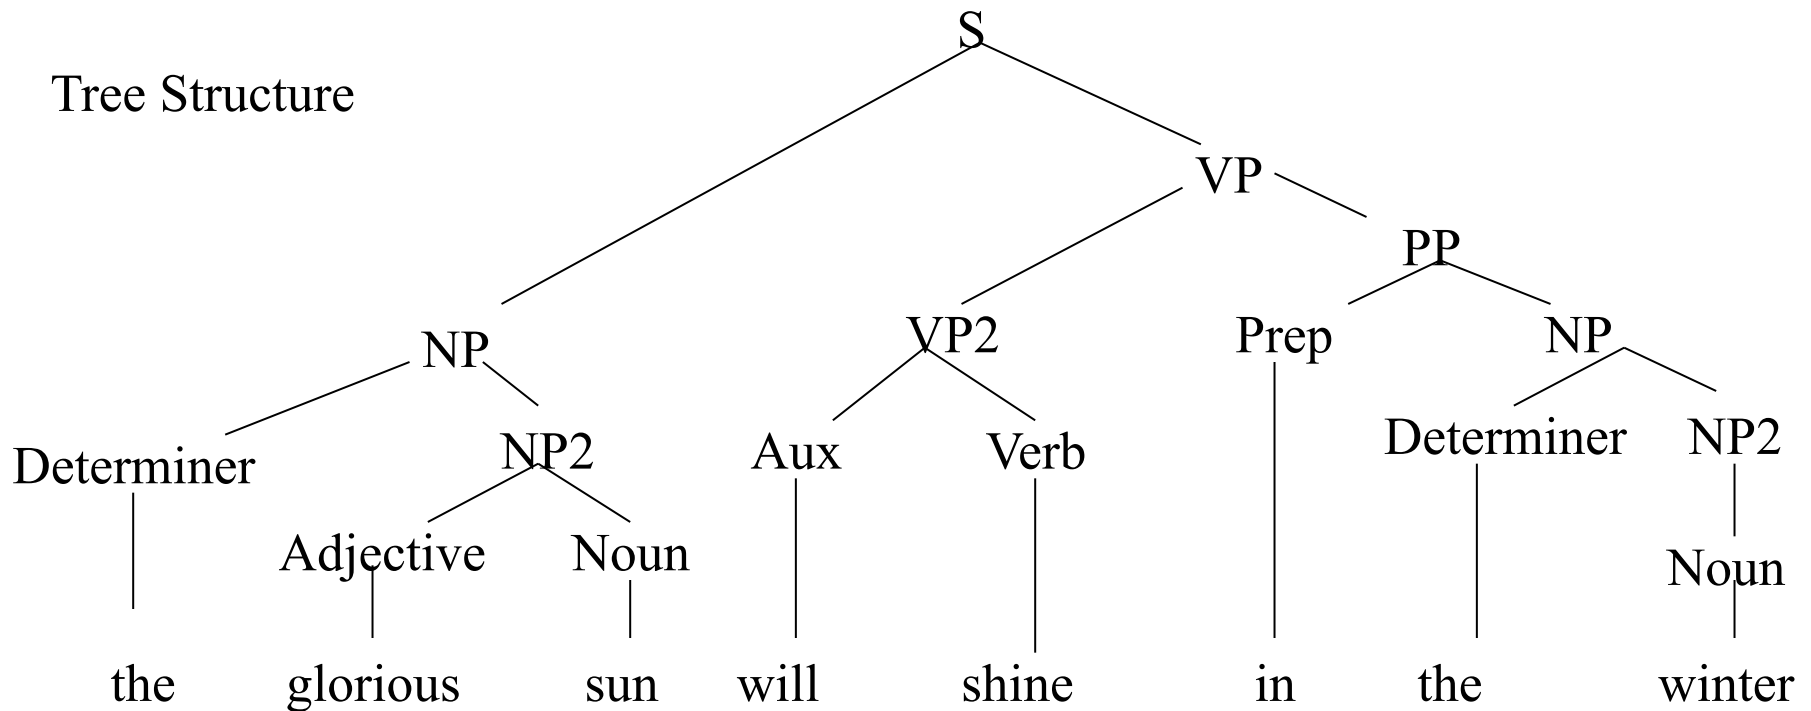 S
Tree Structure
VP
PP
NP VP2 Prep NP
Determiner NP2 Aux Verb Determiner NP2
Adjective Noun Noun
the glorious sun will shine in the winter